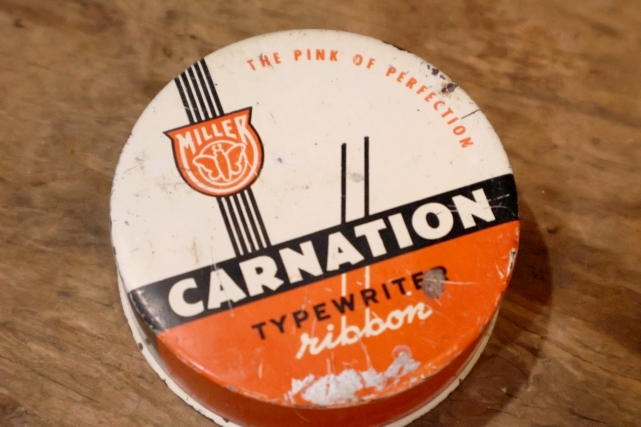 THE PINK OF PERFECTION
MILLER
CARNATION
TYPEWRITER
ribbon